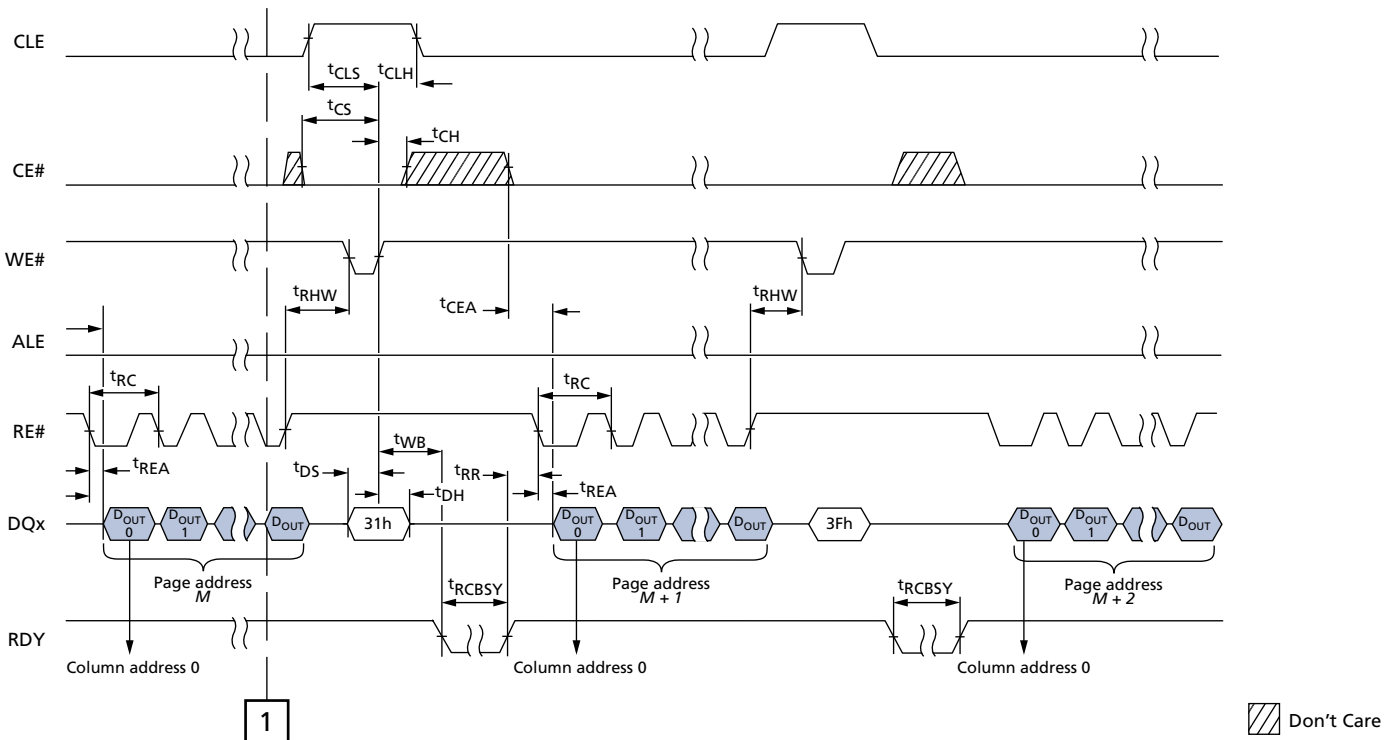 CLE
tCLS tCLH
tCS
tCH
CE#
WE#
tRHW
tCEA
tRHW
ALE
tRC
tRC
RE#
tWB
tREA
tDS
tRR
tDH
tREA
DQx
DOUT 0
DOUT 1
DOUT
31h
DOUT 0
DOUT 1
DOUT
3Fh
DOUT 0
DOUT 1
DOUT
Page address M
tRCBSY
Page address M + 1
tRCBSY
Page address M + 2
RDY
Column address 0
Column address 0
Column address 0
1
Don't Care